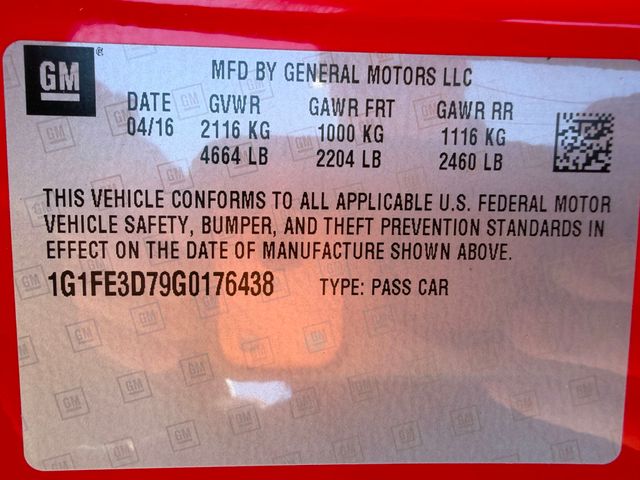 GM ®
MFD BY GENERAL MOTORS LLC
DATE GVWR GAWR FRT GAWR RR
04/16 2116 KG 1000 KG 1116 KG
4664 LB 2204 LB 2460 LB
THIS VEHICLE CONFORMS TO ALL APPLICABLE U.S. FEDERAL MOTOR
VEHICLE SAFETY, BUMPER, AND THEFT PREVENTION STANDARDS IN
EFFECT ON THE DATE OF MANUFACTURE SHOWN ABOVE.
1G1FE3D79G0176438 TYPE: PASS CAR